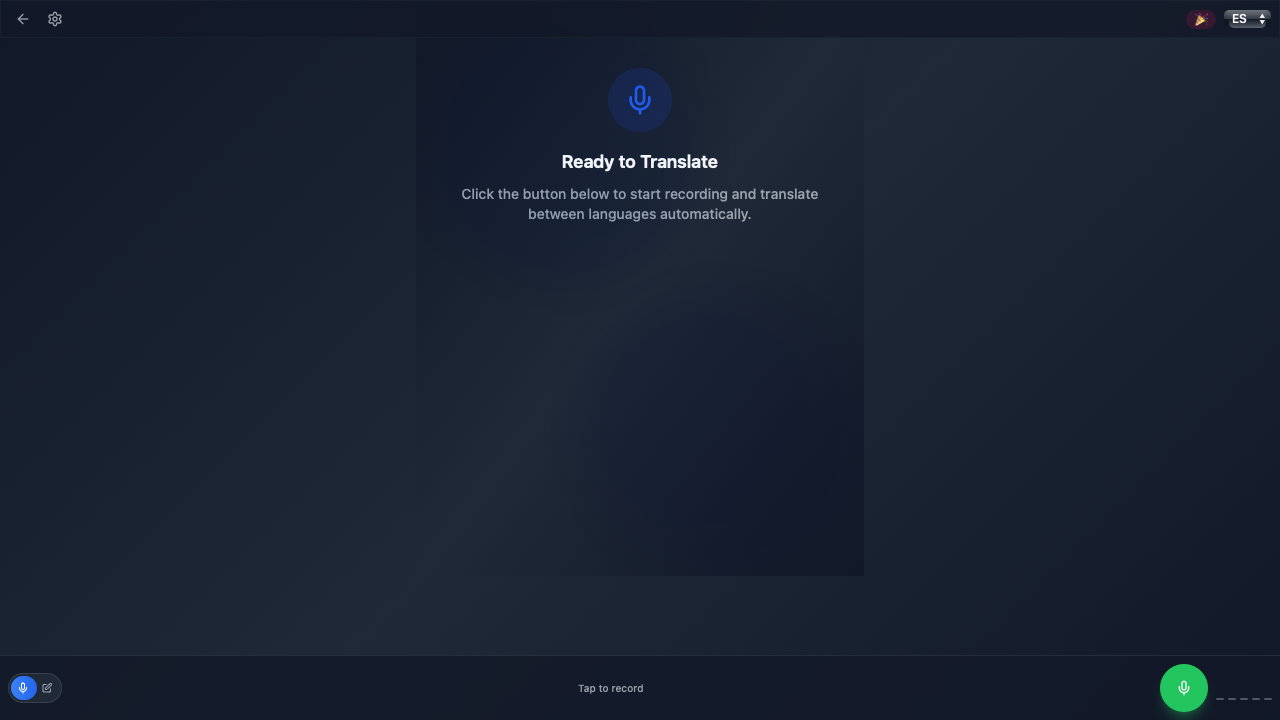 ES
Ready to Translate
Click the button below to start recording and translate
between languages automatically.
Tap to record